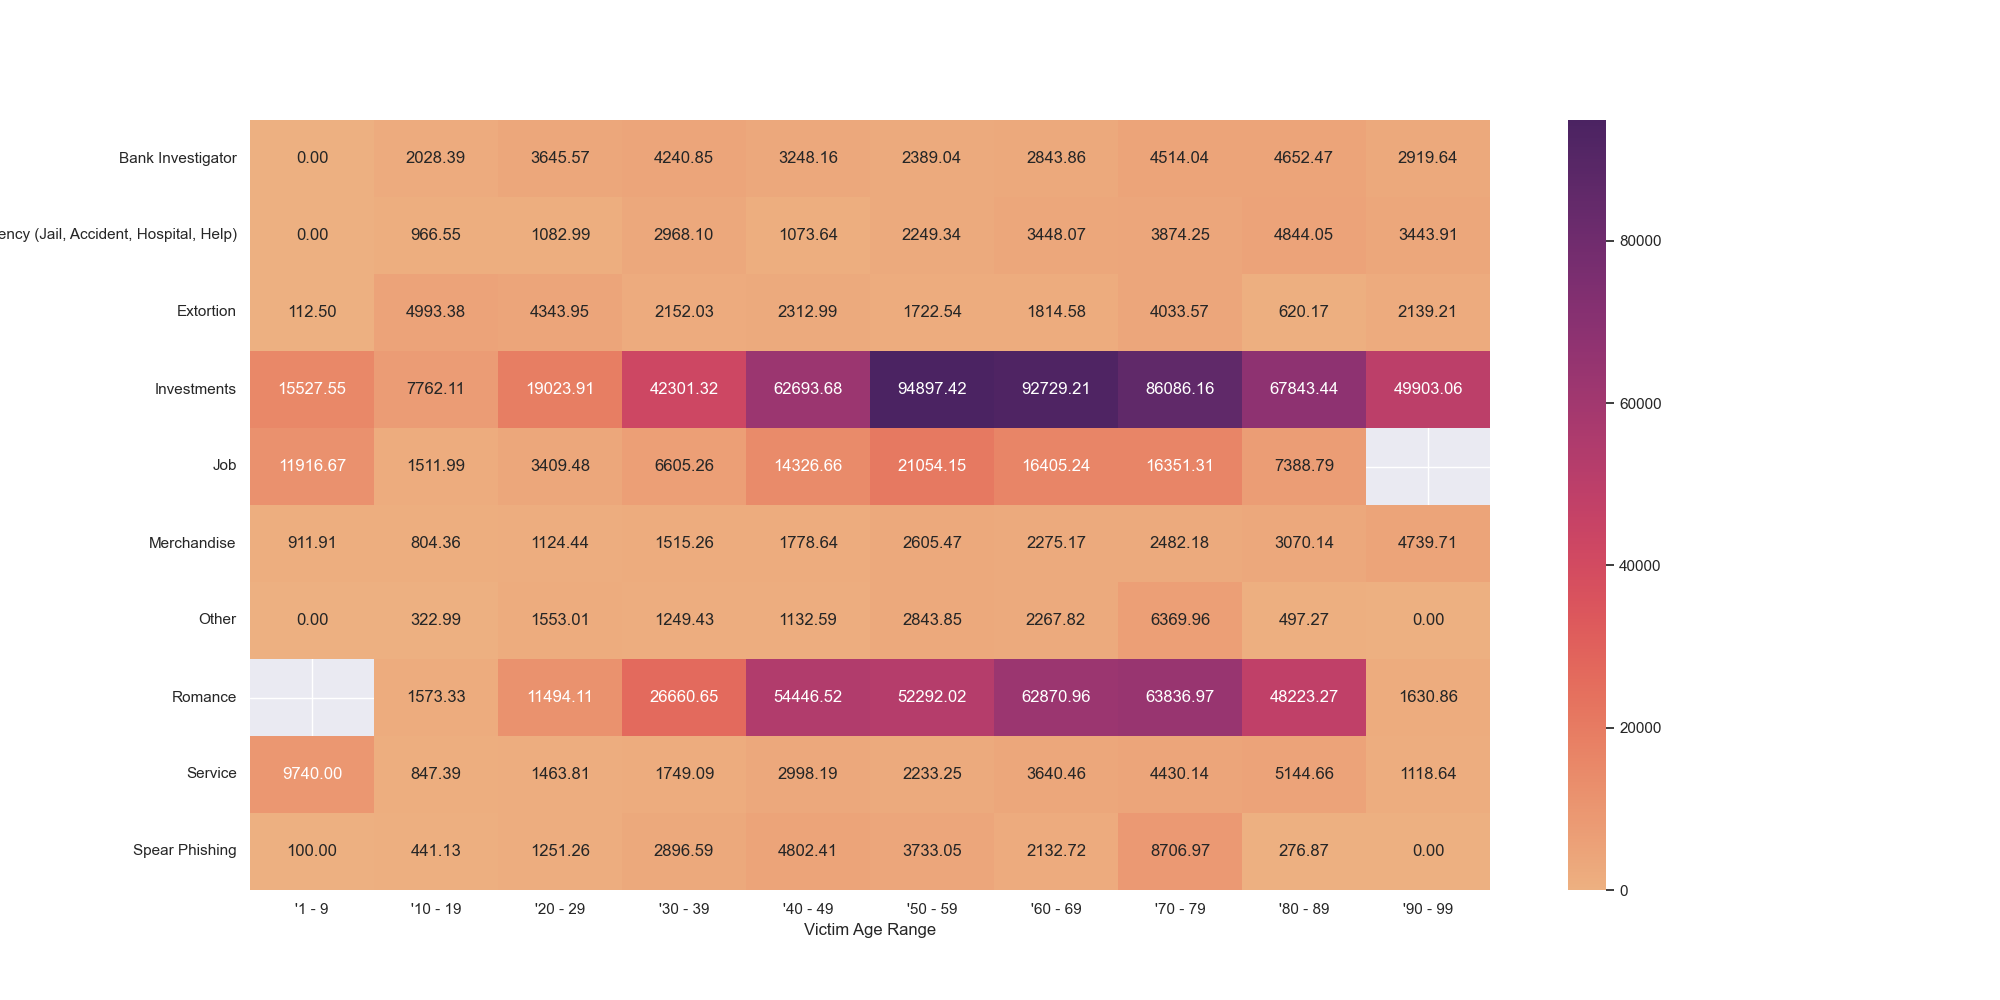 Bank Investigator 0.00 2028.39 3645.57 4240.85 3248.16 2389.04 2843.86 4514.04 4652.47 2919.64
80000
ency (Jail, Accident, Hospital, Help) 0.00 966.55 1082.99 2968.10 1073.64 2249.34 3448.07 3874.25 4844.05 3443.91
Extortion 112.50 4993.38 4343.95 2152.03 2312.99 1722.54 1814.58 4033.57 620.17 2139.21
Investments 15527.55 7762.11 19023.91 42301.32 62693.68 94897.42 92729.21 86086.16 67843.44 49903.06
60000
Job 11916.67 1511.99 3409.48 6605.26 14326.66 21054.15 16405.24 16351.31 7388.79
Merchandise 911.91 804.36 1124.44 1515.26 1778.64 2605.47 2275.17 2482.18 3070.14 4739.71
40000
Other 0.00 322.99 1553.01 1249.43 1132.59 2843.85 2267.82 6369.96 497.27 0.00
Romance 1573.33 11494.11 26660.65 54446.52 52292.02 62870.96 63836.97 48223.27 1630.86
20000
Service 9740.00 847.39 1463.81 1749.09 2998.19 2233.25 3640.46 4430.14 5144.66 1118.64
Spear Phishing 100.00 441.13 1251.26 2896.59 4802.41 3733.05 2132.72 8706.97 276.87 0.00
0
'1 - 9 '10 - 19 '20 - 29 '30 - 39 '40 - 49 '50 - 59 '60 - 69 '70 - 79 '80 - 89 '90 - 99
Victim Age Range